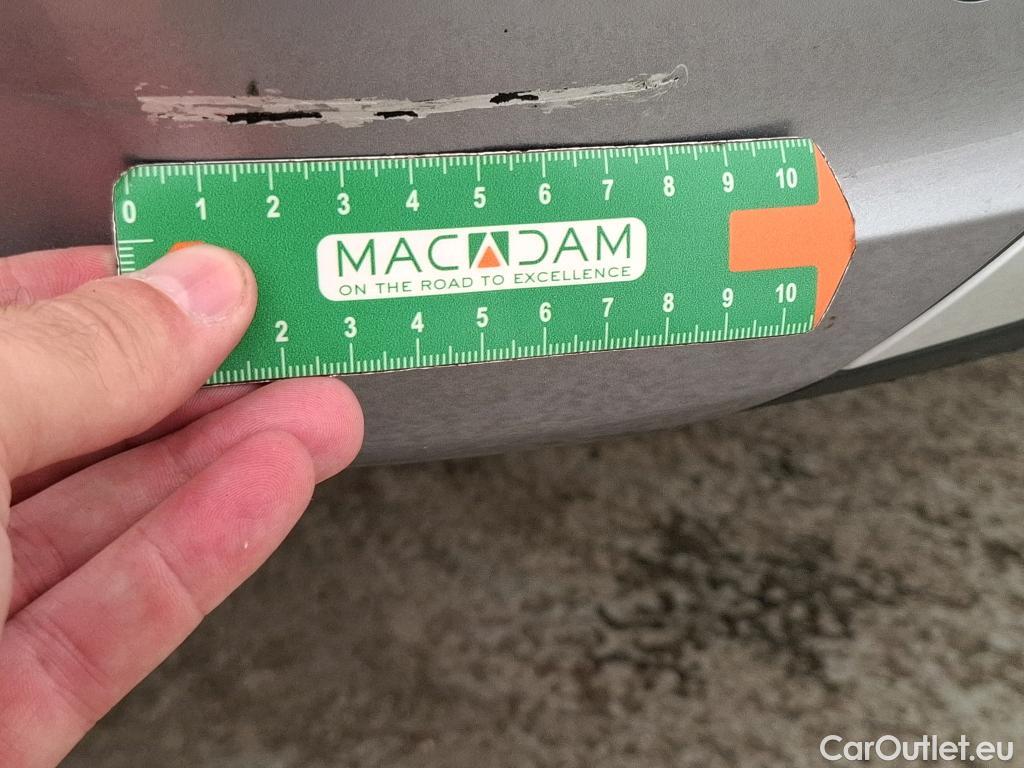 0 1 2 3 4 5 6 7 8 9 10
MACADAM
ON THE ROAD TO EXCELLENCE
2 3 4 5 6 7 8 9 10
CarOutlet.eu